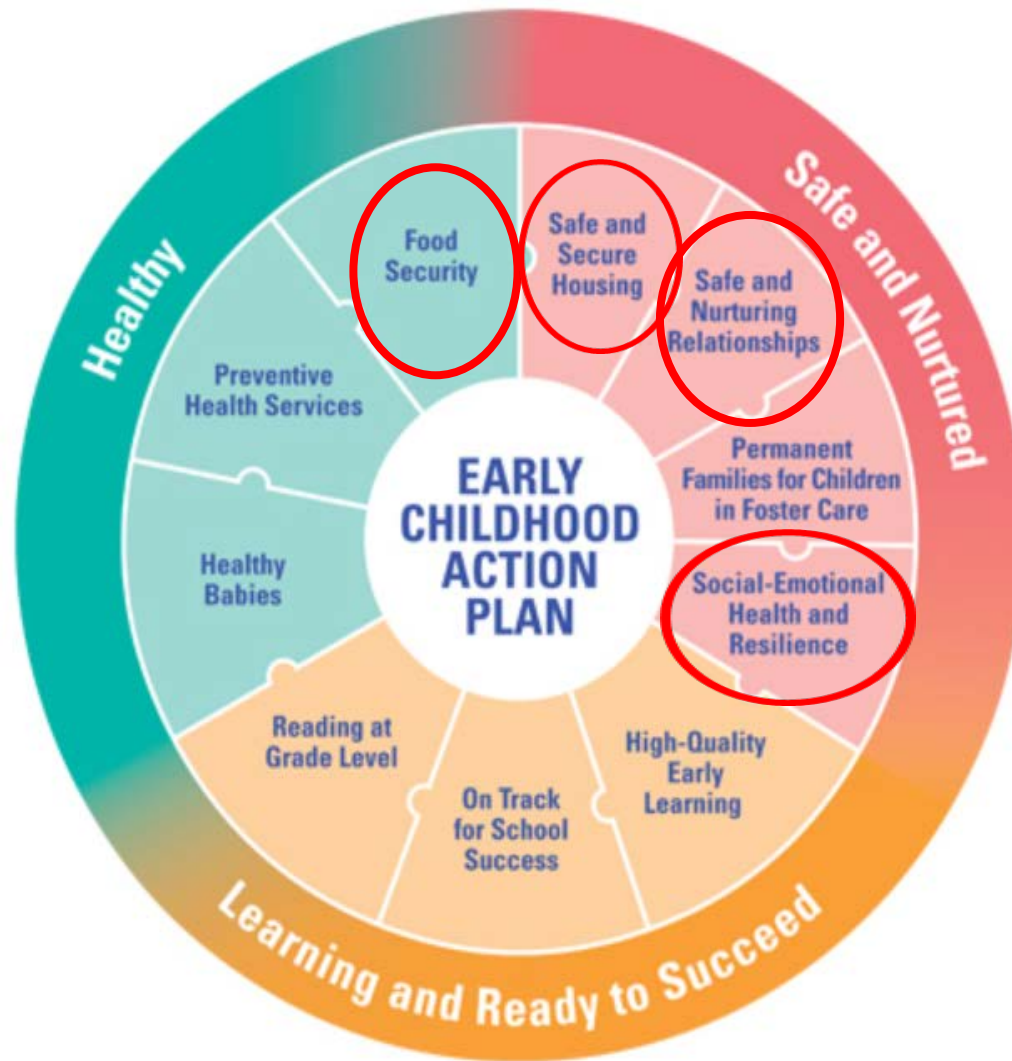 Healthy
Safe and Nurtured
Learning and Ready to Succeed
EARLY
CHILDHOOD
ACTION
PLAN
Food
Security
Safe and
Secure
Housing
Safe and
Nurturing
Relationships
Permanent
Families for Children
in Foster Care
Social-Emotional
Health and
Resilience
High-Quality
Early
Learning
On Track
for School
Success
Reading at
Grade Level
Healthy
Babies
Preventive
Health Services